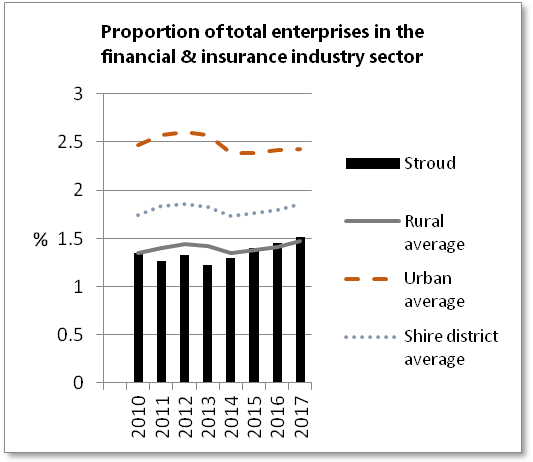 Proportion of total enterprises in the
financial & insurance industry sector
3
2.5
2
1.5
1
0.5
0
%
2010
2011
2012
2013
2014
2015
2016
2017
Stroud
Rural
average
Urban
average
Shire district
average